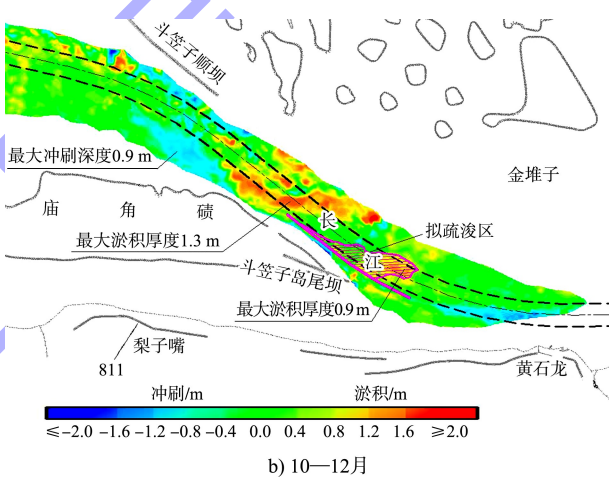 斗笠子顺坝
最大冲刷深度0.9 m
金堆子
庙角碛
长
江
拟疏浚区
最大淤积厚度1.3 m
斗笠子岛尾坝
最大淤积厚度0.9 m
梨子嘴
811
黄石龙
冲刷/m 淤积/m
≤-2.0 -1.6 -1.2 -0.8 -0.4 0.0 0.4 0.8 1.2 1.6 ≥2.0
b) 10—12月